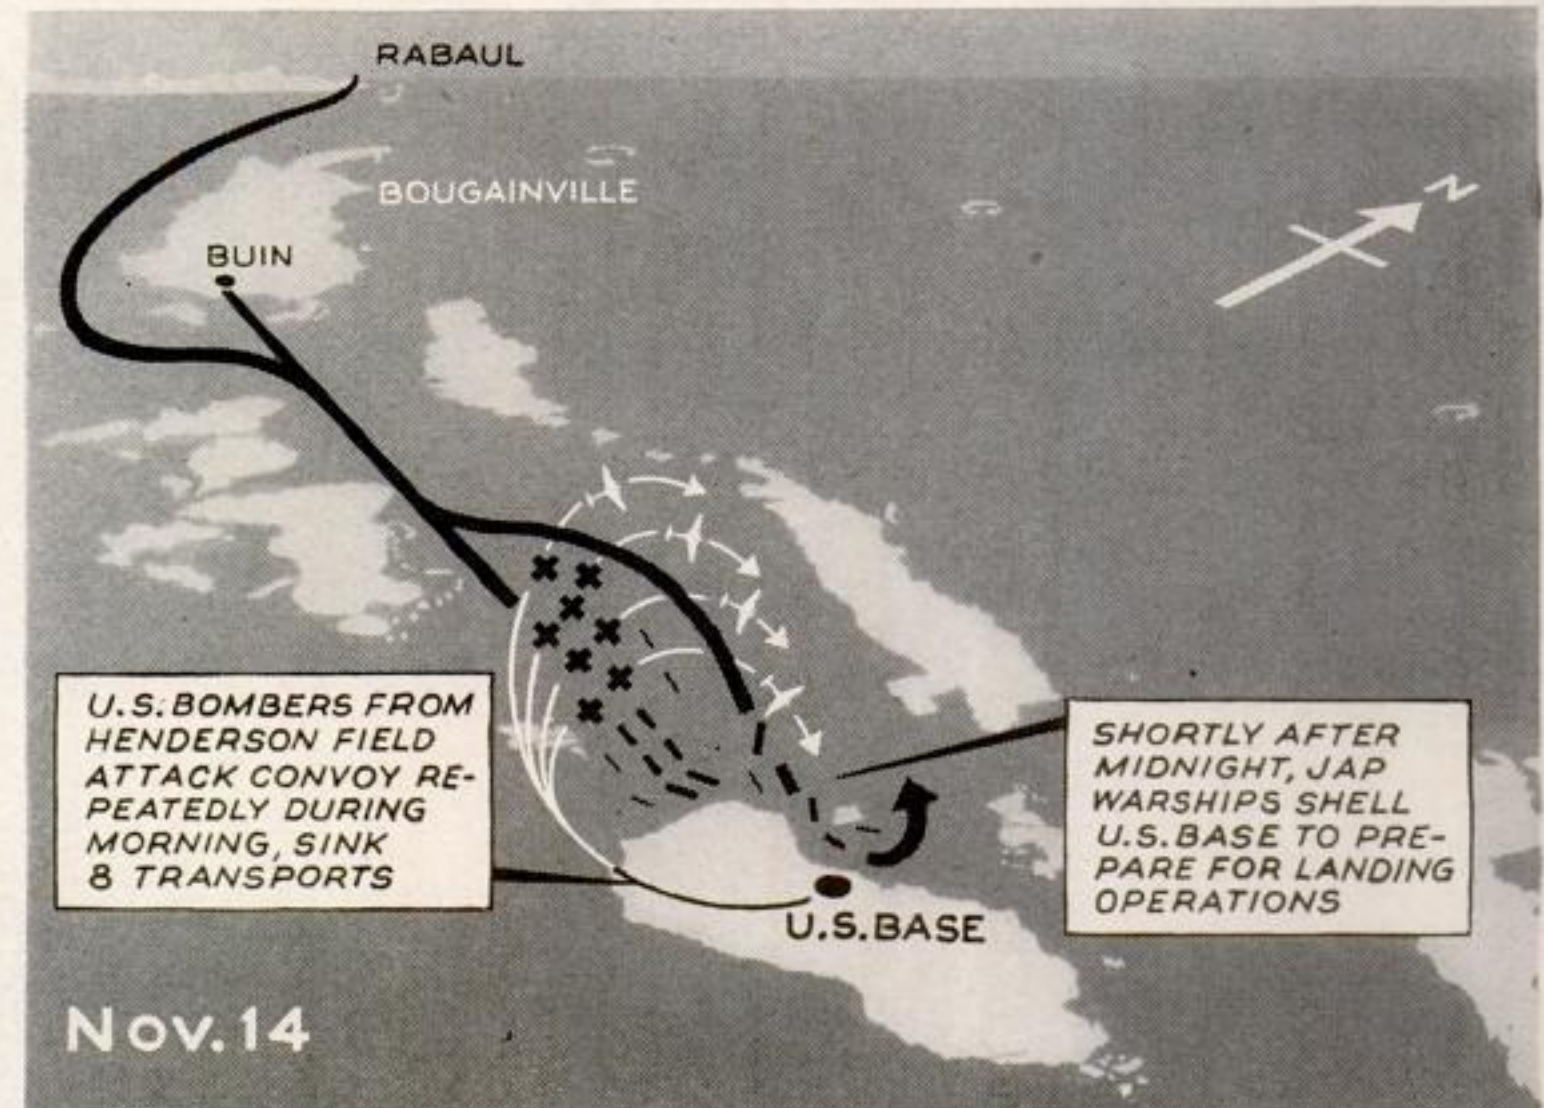 RABAUL
BOUGAINVILLE
N
BUIN
U.S. BOMBERS FROM
HENDERSON FIELD
ATTACK CONVOY RE-
PEATEDLY DURING
MORNING, SINK
8 TRANSPORTS
SHORTLY AFTER
MIDNIGHT, JAP
WARSHIPS SHELL
U.S. BASE TO PRE-
PARE FOR LANDING
OPERATIONS
U.S. BASE
Nov. 14